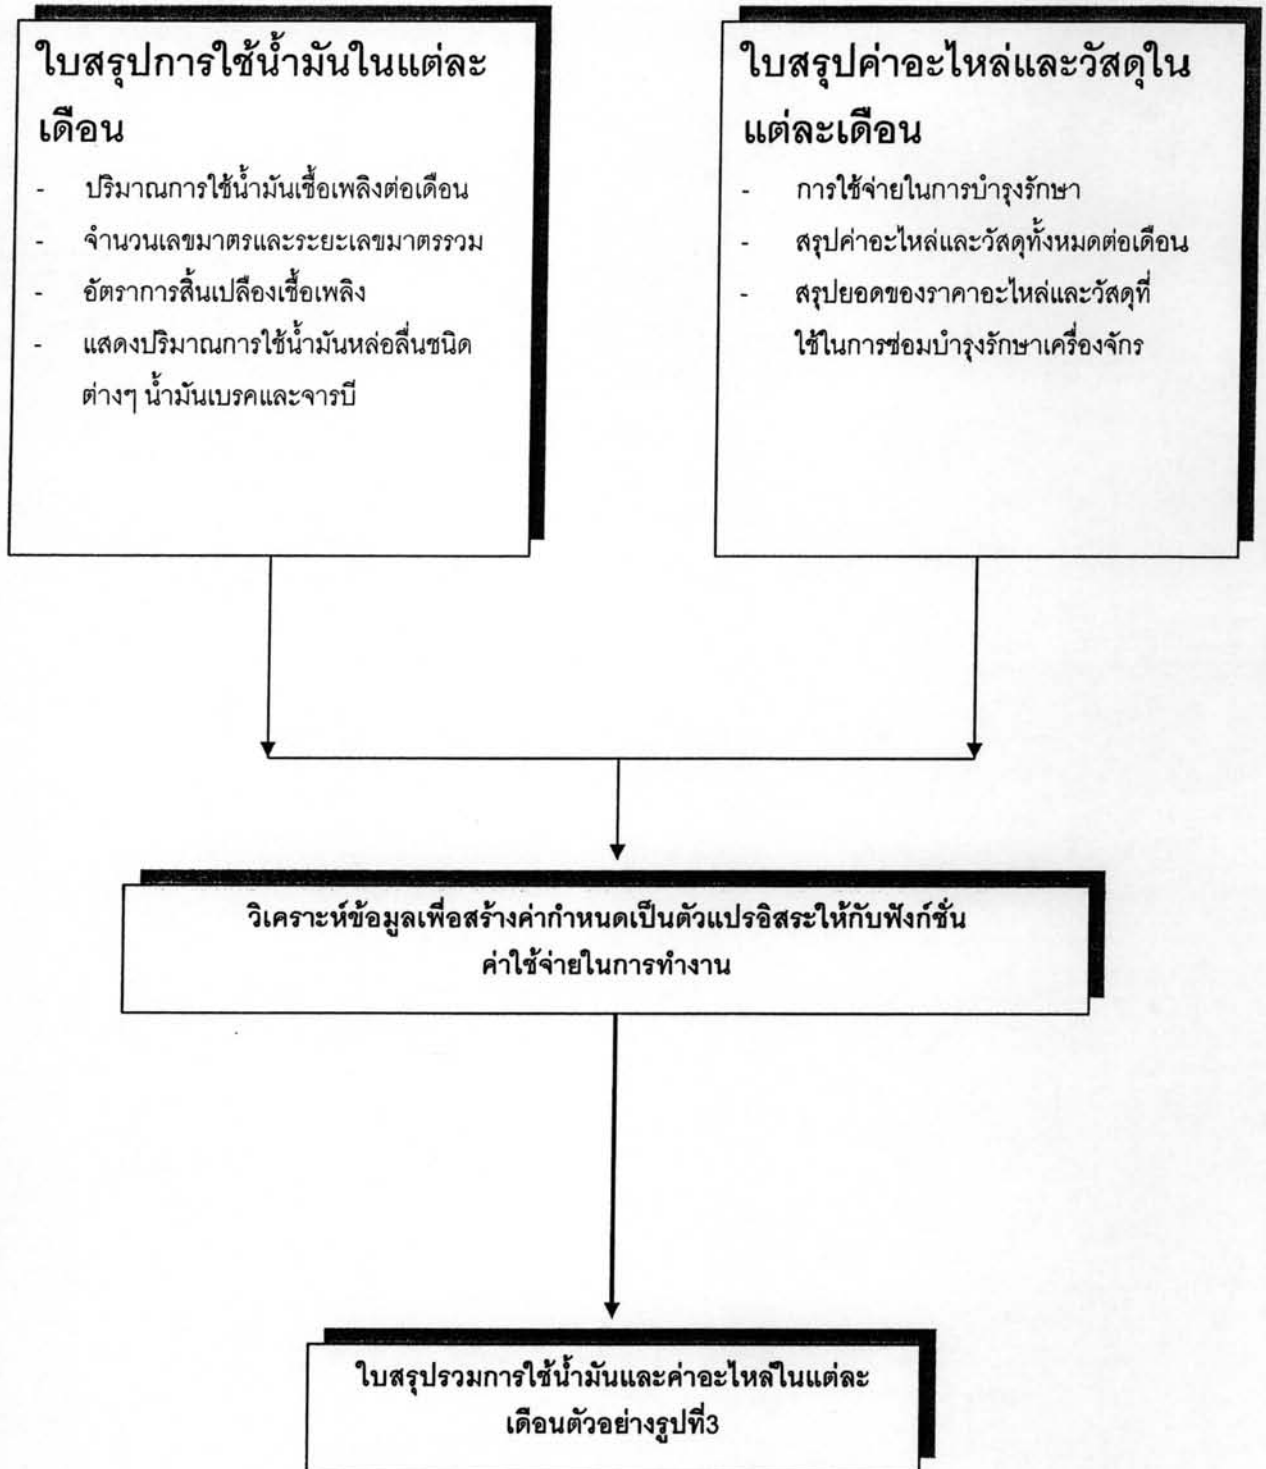 ใบสรุปการใช้น้ำมันในแต่ละ
เดือน
- ปริมาณการใช้น้ำมันเชื้อเพลิงต่อเดือน
- จำนวนเลขมาตรและระยะเลขมาตรรวม
- อัตราการสิ้นเปลืองเชื้อเพลิง
- แสดงปริมาณการใช้น้ำมันหล่อลื่นชนิด
ต่างๆ น้ำมันเบรคและจารบี
ใบสรุปค่าอะไหล่และวัสดุใน
แต่ละเดือน
- การใช้จ่ายในการบำรุงรักษา
- สรุปค่าอะไหล่และวัสดุทั้งหมดต่อเดือน
- สรุปยอดของราคาอะไหล่และวัสดุที่
ใช้ในการซ่อมบำรุงรักษาเครื่องจักร
วิเคราะห์ข้อมูลเพื่อสร้างค่ากำหนดเป็นตัวแปรอิสระให้กับฟังก์ชั่น
ค่าใช้จ่ายในการทำงาน
ใบสรุปรวมการใช้น้ำมันและค่าอะไหล่ในแต่ละ
เดือนตัวอย่างรูปที่3